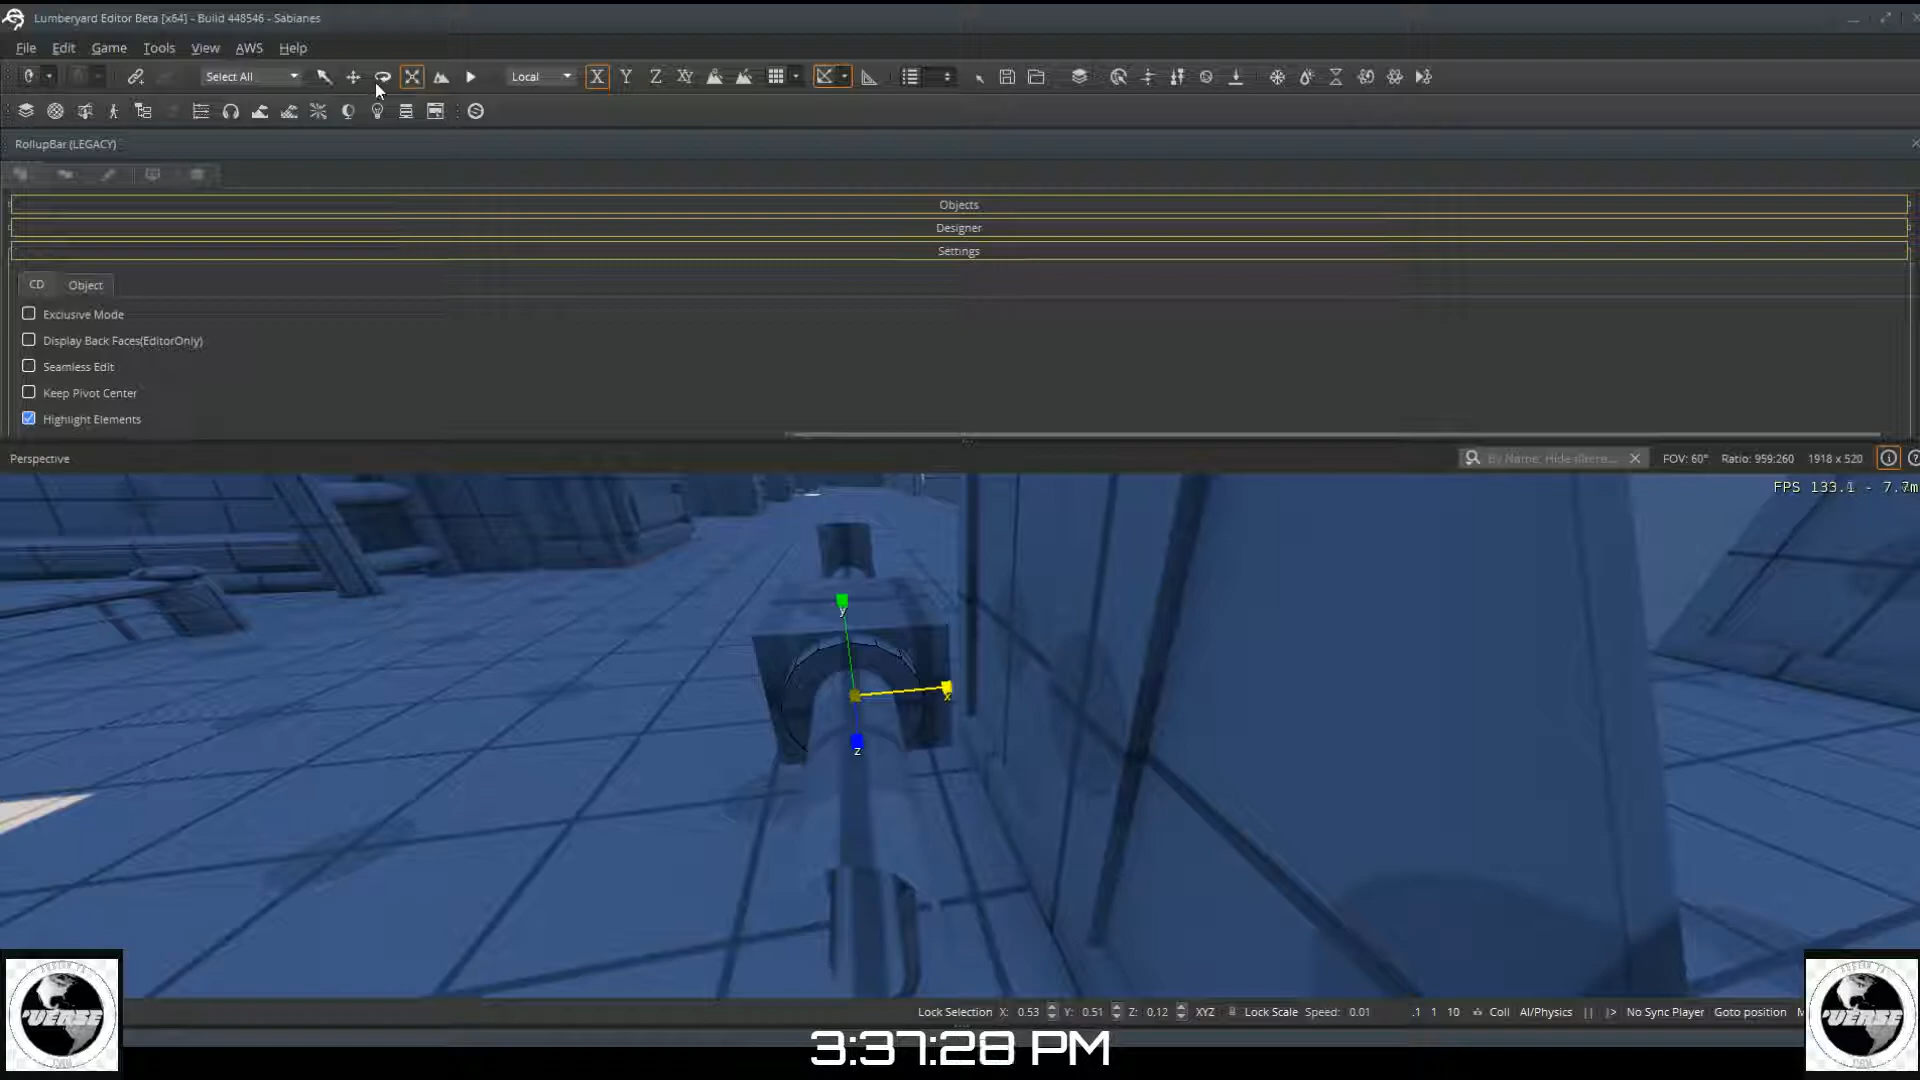 Lumberyard Editor Beta [x64] - Build 448546 - Sabianes
File Edit Game Tools View AWS Help
Select All Local X Y Z XY
RollupBar (LEGACY)
Objects
Designer
Settings
CD Object
Exclusive Mode
Display Back Faces(EditorOnly)
Seamless Edit
Keep Pivot Center
Highlight Elements
Perspective
FOV: 60° Ratio: 959:260 1918 x 520
FPS 133.1 - 7.7m
y
x
z
Lock Selection X: 0.53 Y: 0.51 Z: 0.12 XYZ Lock Scale Speed: 0.01 .1 1 10 Coll AI/Physics No Sync Player Goto position
'VERSE
'VERSE
3:37:28 PM